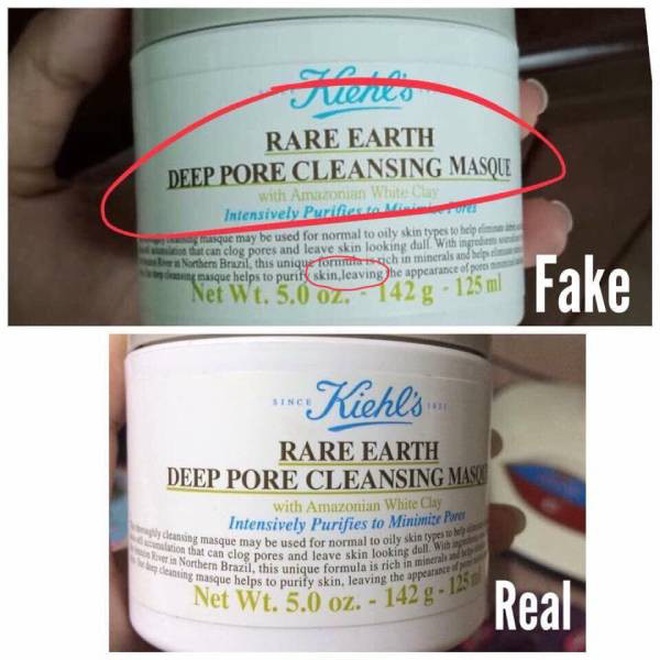 Kiehl's
RARE EARTH
DEEP PORE CLEANSING MASQUE
with Amazonian White Clay
Intensively Purifies to Minimize Pores
cleansing masque may be used for normal to oily skin types to help eliminate
that can clog pores and leave skin looking dull. With
River in Northern Brazil, this unique formula is rich in minerals and helps
deep cleansing masque helps to purify skin,leaving the appearance of pores
Net Wt. 5.0 oz. - 142 g - 125 ml
Fake
SINCE Kiehl's 1851
RARE EARTH
DEEP PORE CLEANSING
with Amazonian White Clay
Intensively Purifies to Minimize Pores
cleansing masque may be used for normal to oily skin types to help
accumulation that can clog pores and leave skin looking dull. With
River in Northern Brazil, this unique formula is rich in minerals and helps
deep cleansing masque helps to purify skin, leaving the appearance of
Net Wt. 5.0 oz. - 142 g - 125
Real